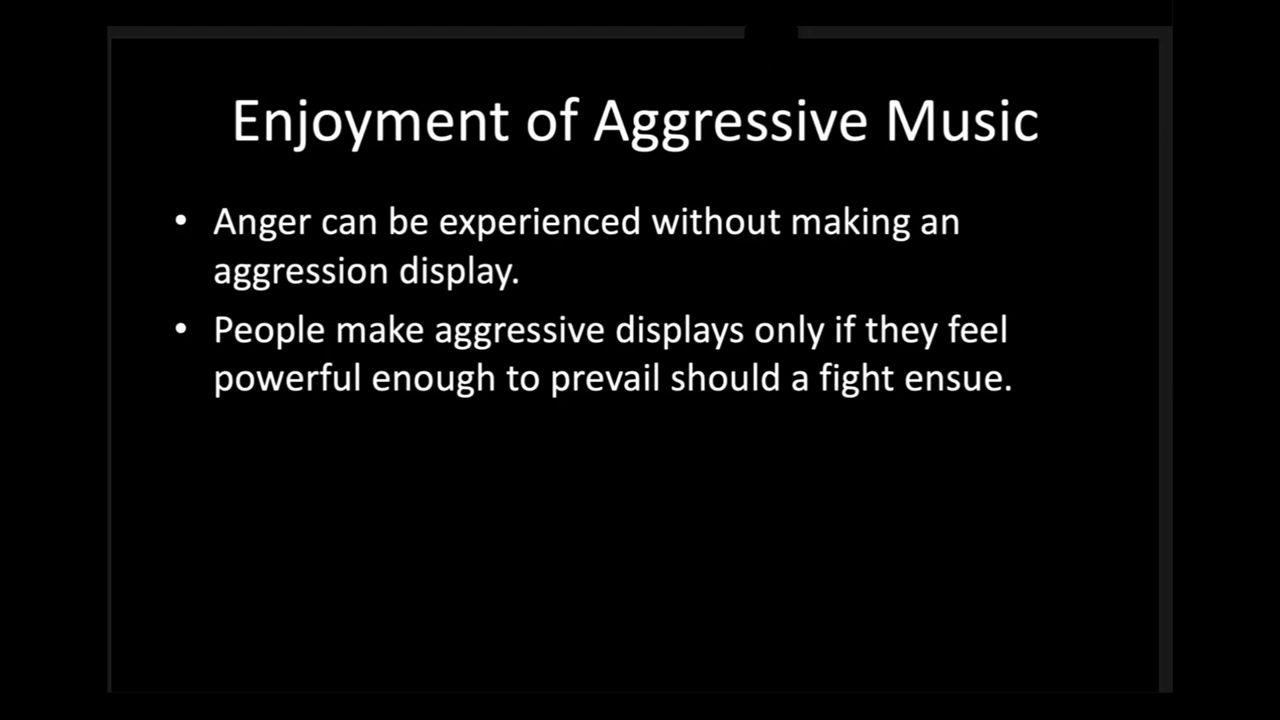 Enjoyment of Aggressive Music
• Anger can be experienced without making an
aggression display.
• People make aggressive displays only if they feel
powerful enough to prevail should a fight ensue.